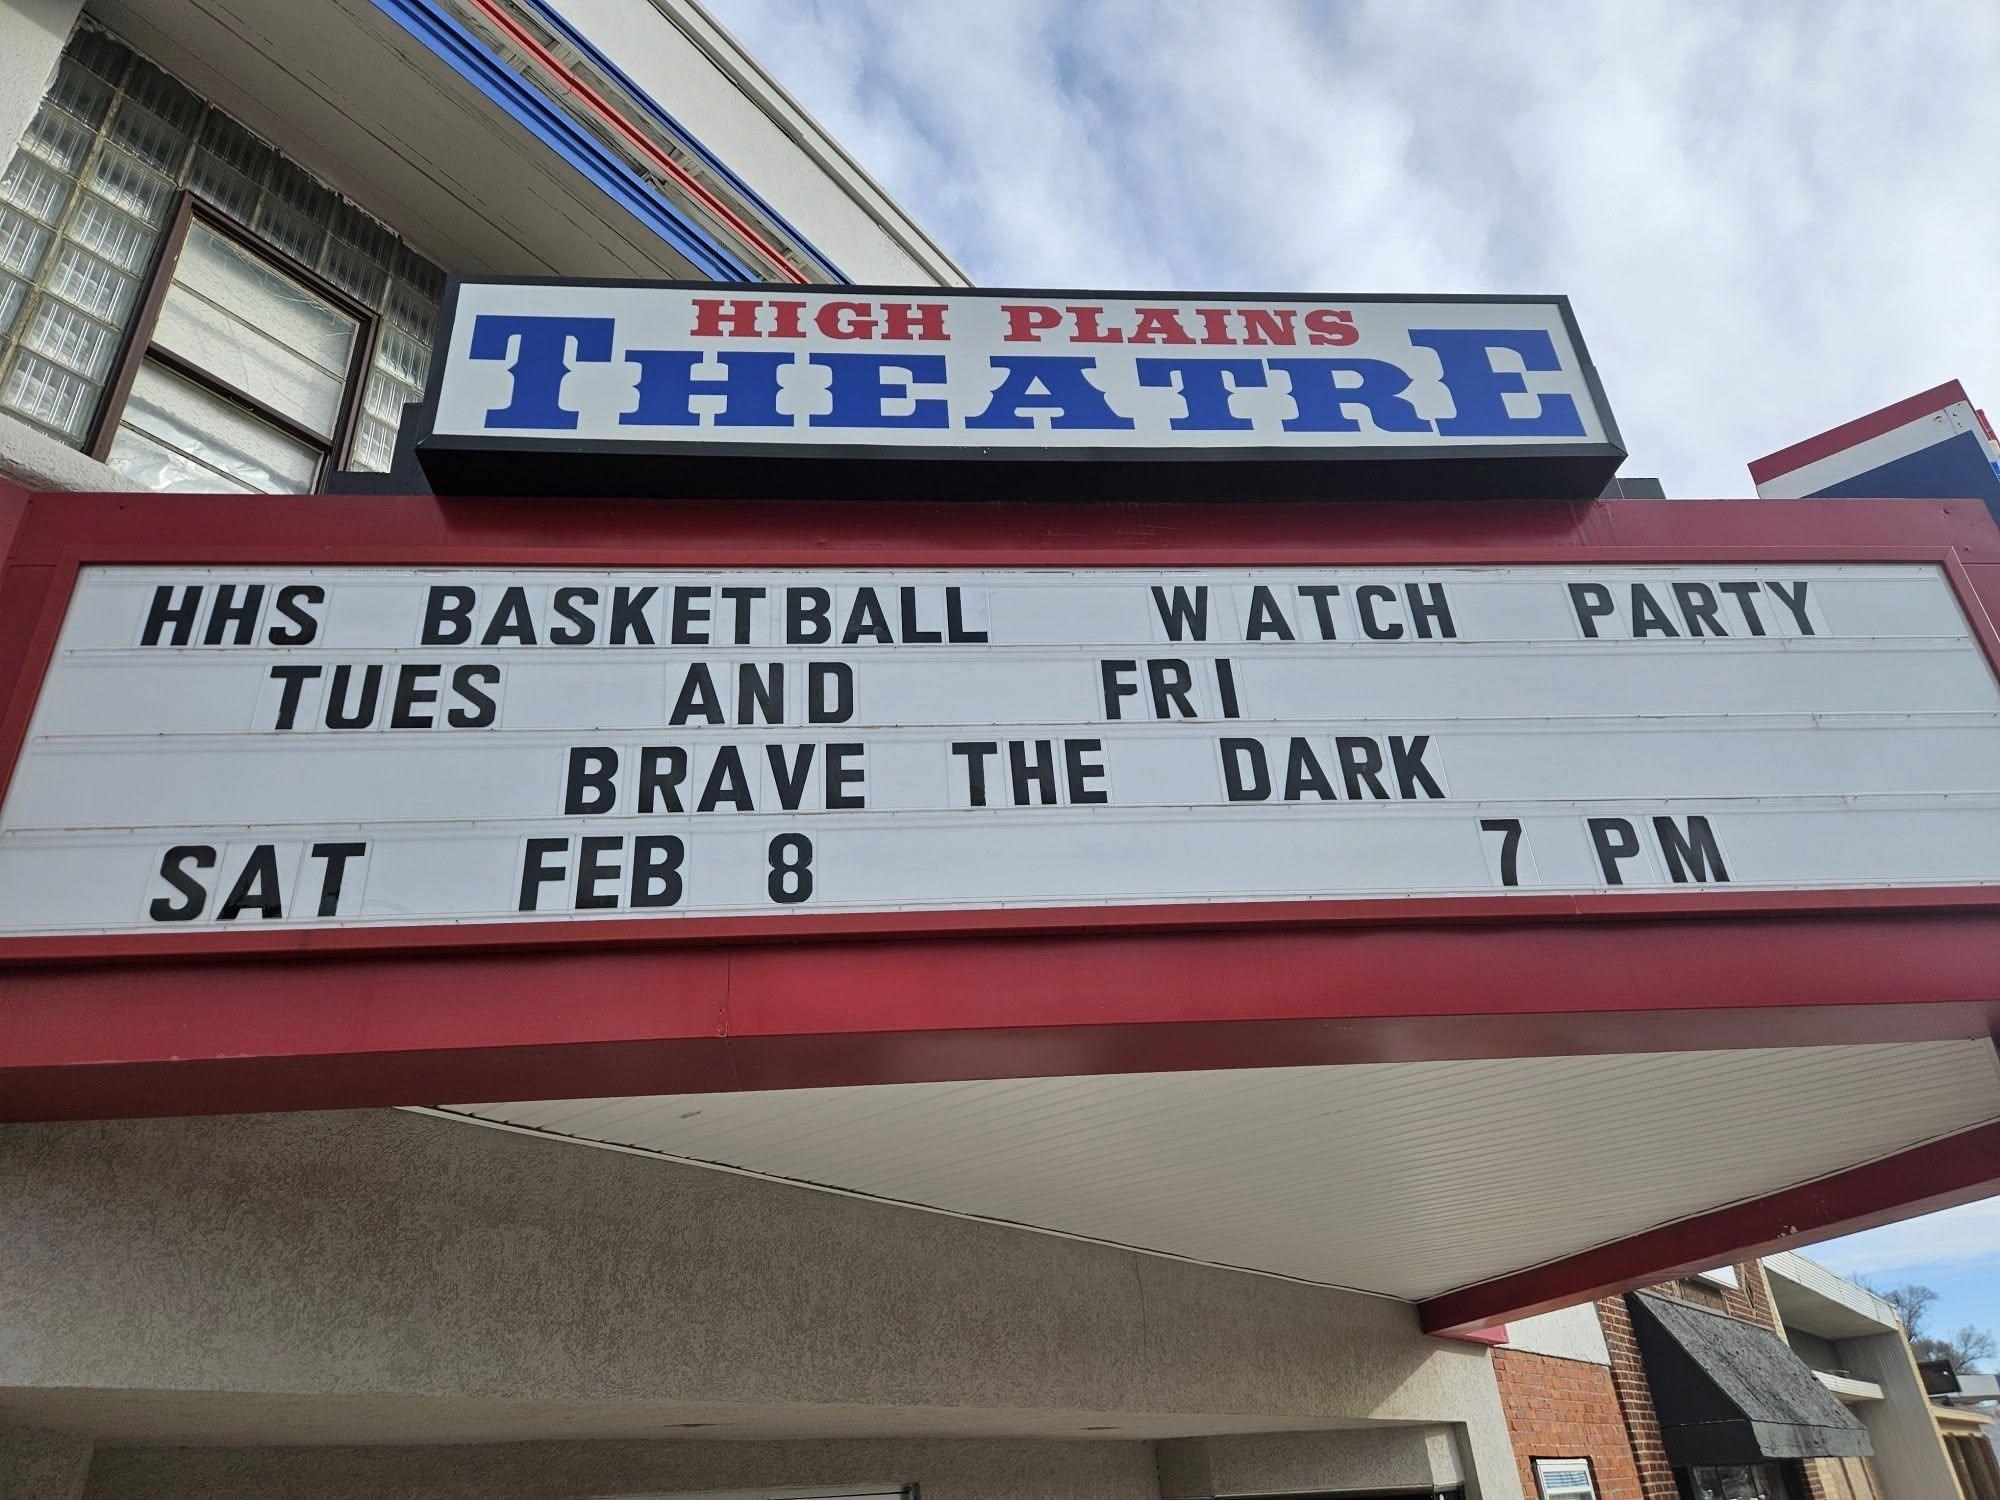 HIGH PLAINS
THEATRE
HHS BASKETBALL WATCH PARTY
TUES AND FRI
BRAVE THE DARK
SAT FEB 8 7 PM